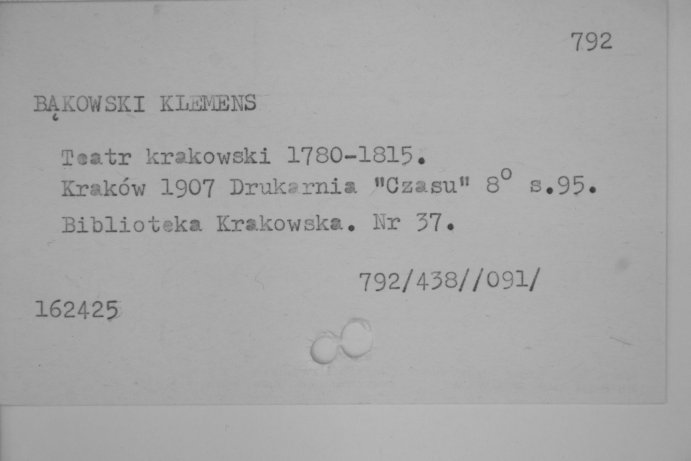 792
BĄKOWSKI KLEMENS
Teatr krakowski 1780-1815.
Kraków 1907 Drukarnia "Czasu" 8° s.95.
Biblioteka Krakowska. Nr 37.
792/438//091/
162425